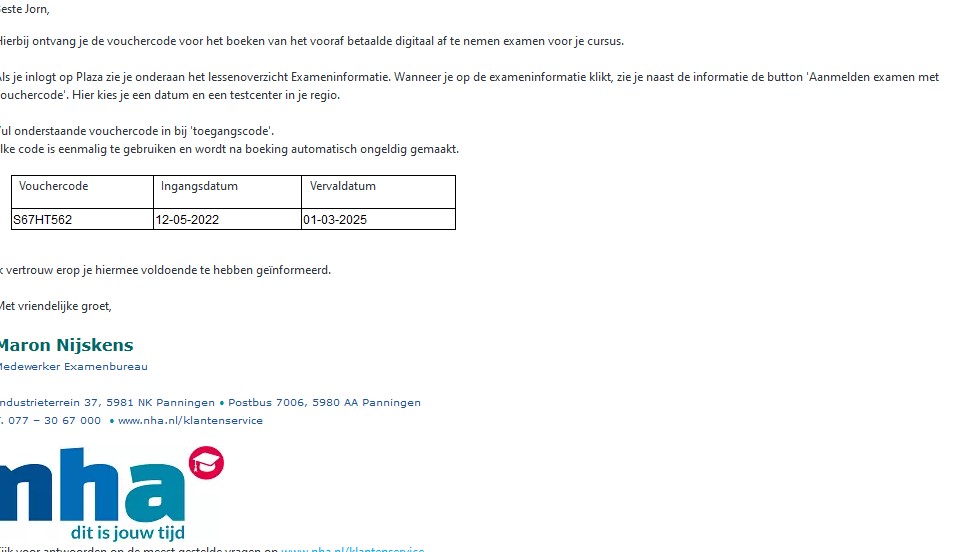 este Jorn,
Hierbij ontvang je de vouchercode voor het boeken van het vooraf betaalde digitaal af te nemen examen voor je cursus.
Als je inlogt op Plaza zie je onderaan het lessenoverzicht Exameninformatie. Wanneer je op de exameninformatie klikt, zie je naast de informatie de button 'Aanmelden examen met
ouchercode'. Hier kies je een datum en een testcenter in je regio.
ul onderstaande vouchercode in bij 'toegangscode'.
lke code is eenmalig te gebruiken en wordt na boeking automatisch ongeldig gemaakt.
Vouchercode Ingangsdatum Vervaldatum
S67HT562 12-05-2022 01-03-2025
k vertrouw erop je hiermee voldoende te hebben geïnformeerd.
Met vriendelijke groet,
Maron Nijskens
Medewerker Examenbureau
ndustrieterrein 37, 5981 NK Panningen • Postbus 7006, 5980 AA Panningen
. 077 – 30 67 000 • www.nha.nl/klantenservice
nha
dit is jouw tijd
ijk voor antwoorden op de meest gestelde vragen op www.nha.nl/klantenservice